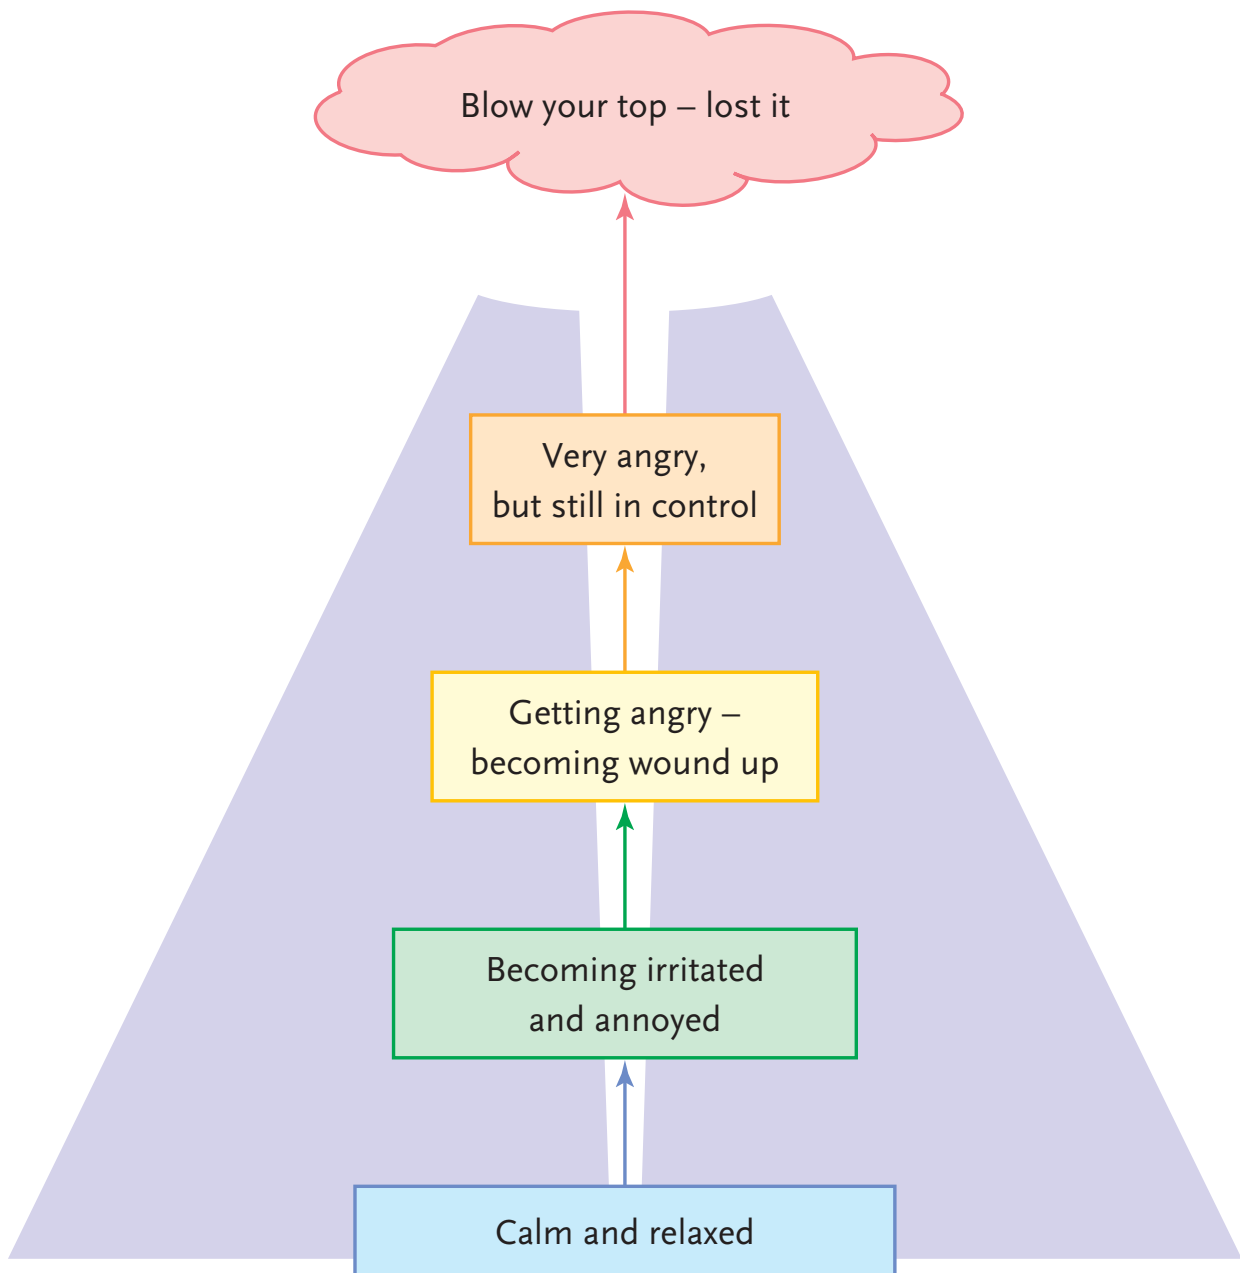 Blow your top – lost it
Very angry,
but still in control
Getting angry –
becoming wound up
Becoming irritated
and annoyed
Calm and relaxed